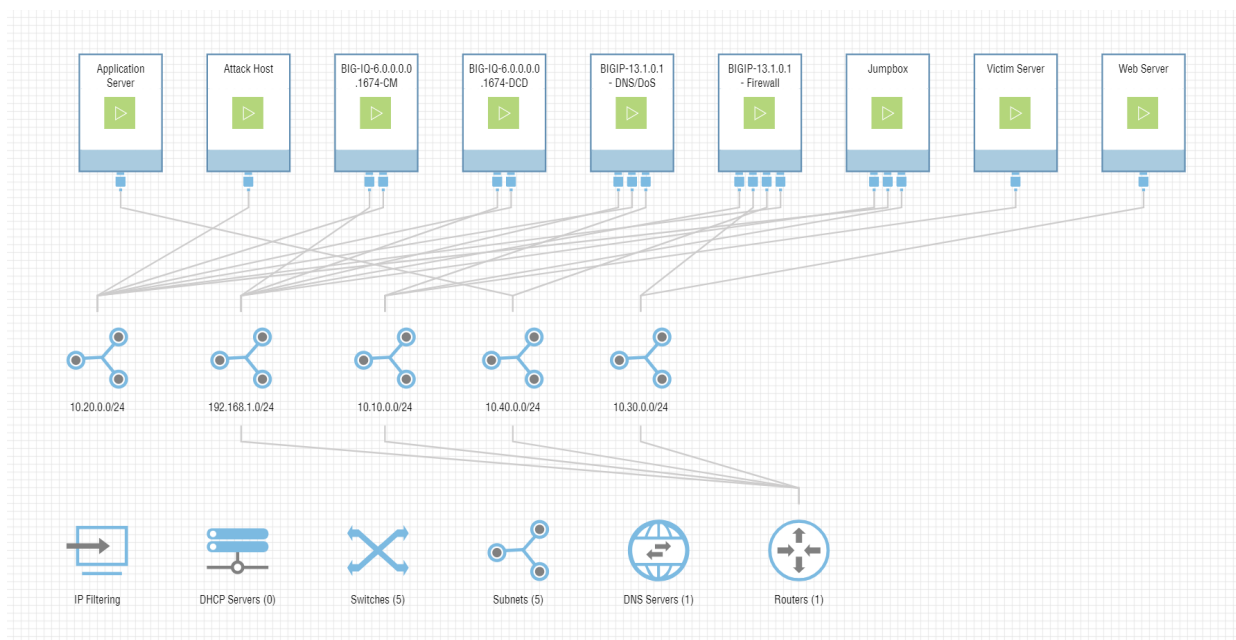 Application
Server
Attack Host
BIG-IQ-6.0.0.0.0
.1674-CM
BIG-IQ-6.0.0.0.0
.1674-DCD
BIGIP-13.1.0.1
- DNS/DoS
BIGIP-13.1.0.1
- Firewall
Jumpbox
Victim Server
Web Server
10.20.0.0/24
192.168.1.0/24
10.10.0.0/24
10.40.0.0/24
10.30.0.0/24
IP Filtering
DHCP Servers (0)
Switches (5)
Subnets (5)
DNS Servers (1)
Routers (1)